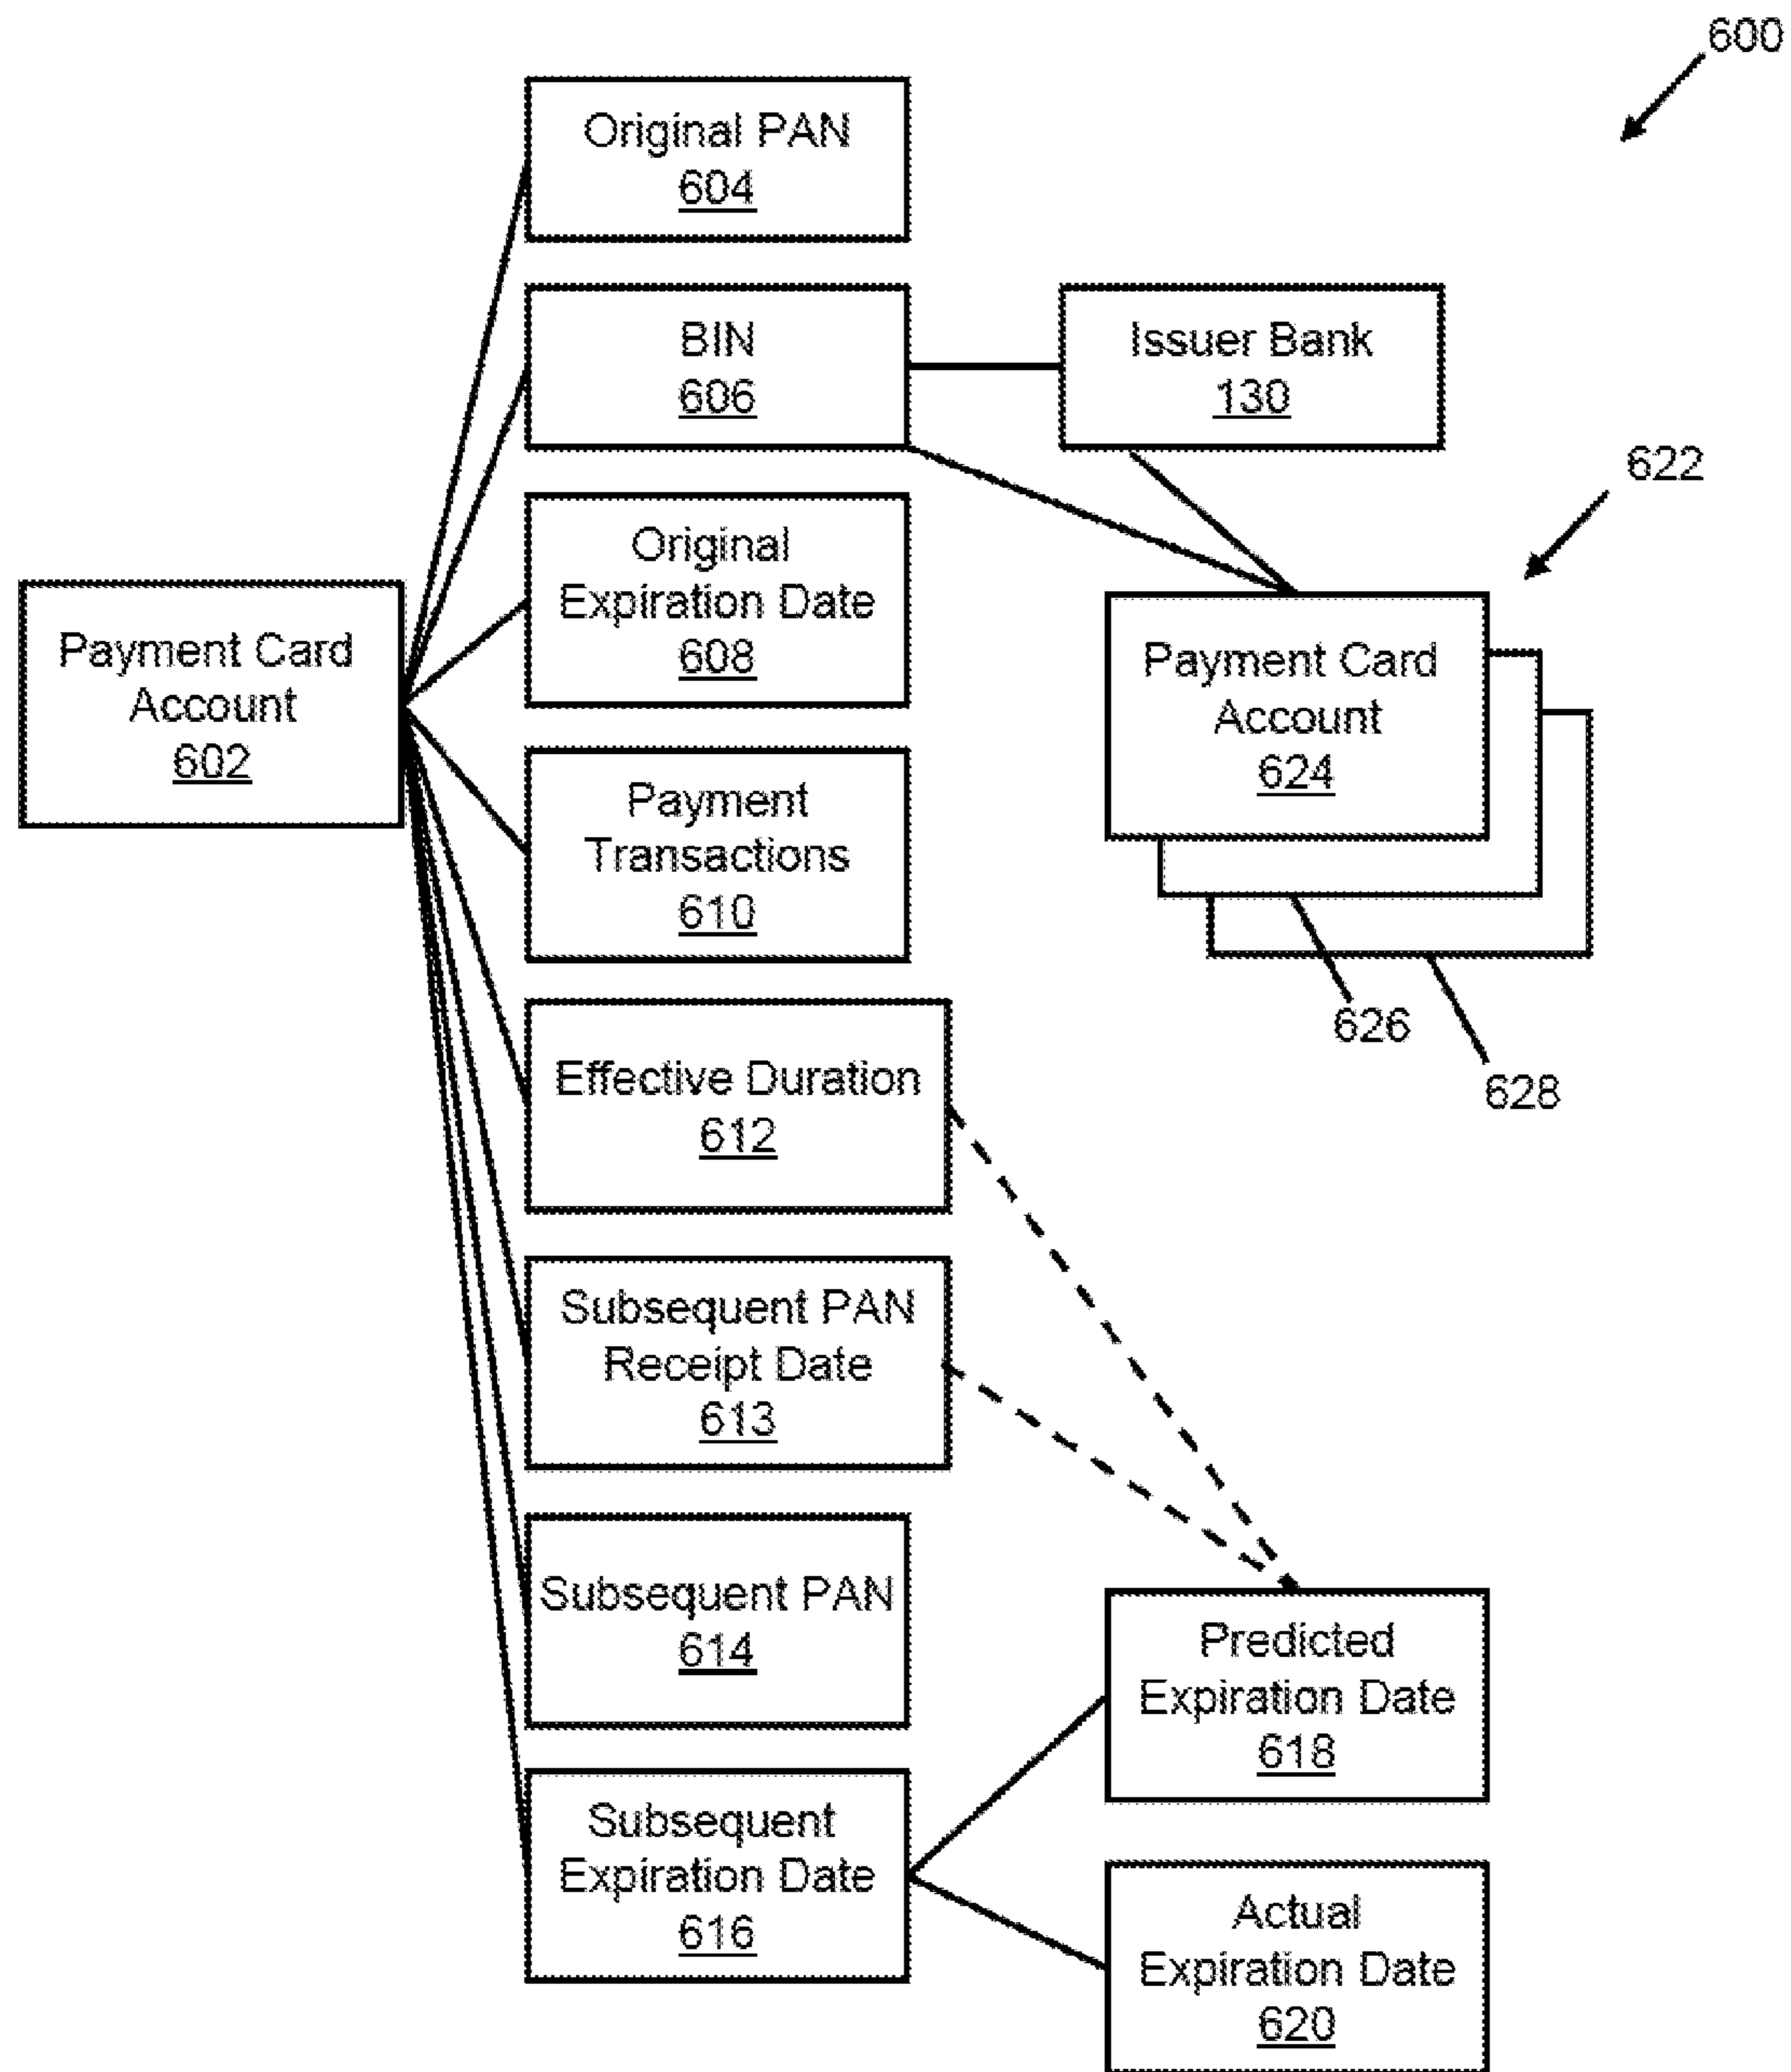 600
Original PAN
604
BIN
606
Issuer Bank
130
622
Original
Expiration Date
608
Payment Card
Account
602
Payment Card
Account
624
Payment
Transactions
610
626
628
Effective Duration
612
Subsequent PAN
Receipt Date
613
Subsequent PAN
614
Predicted
Expiration Date
618
Subsequent
Expiration Date
616
Actual
Expiration Date
620